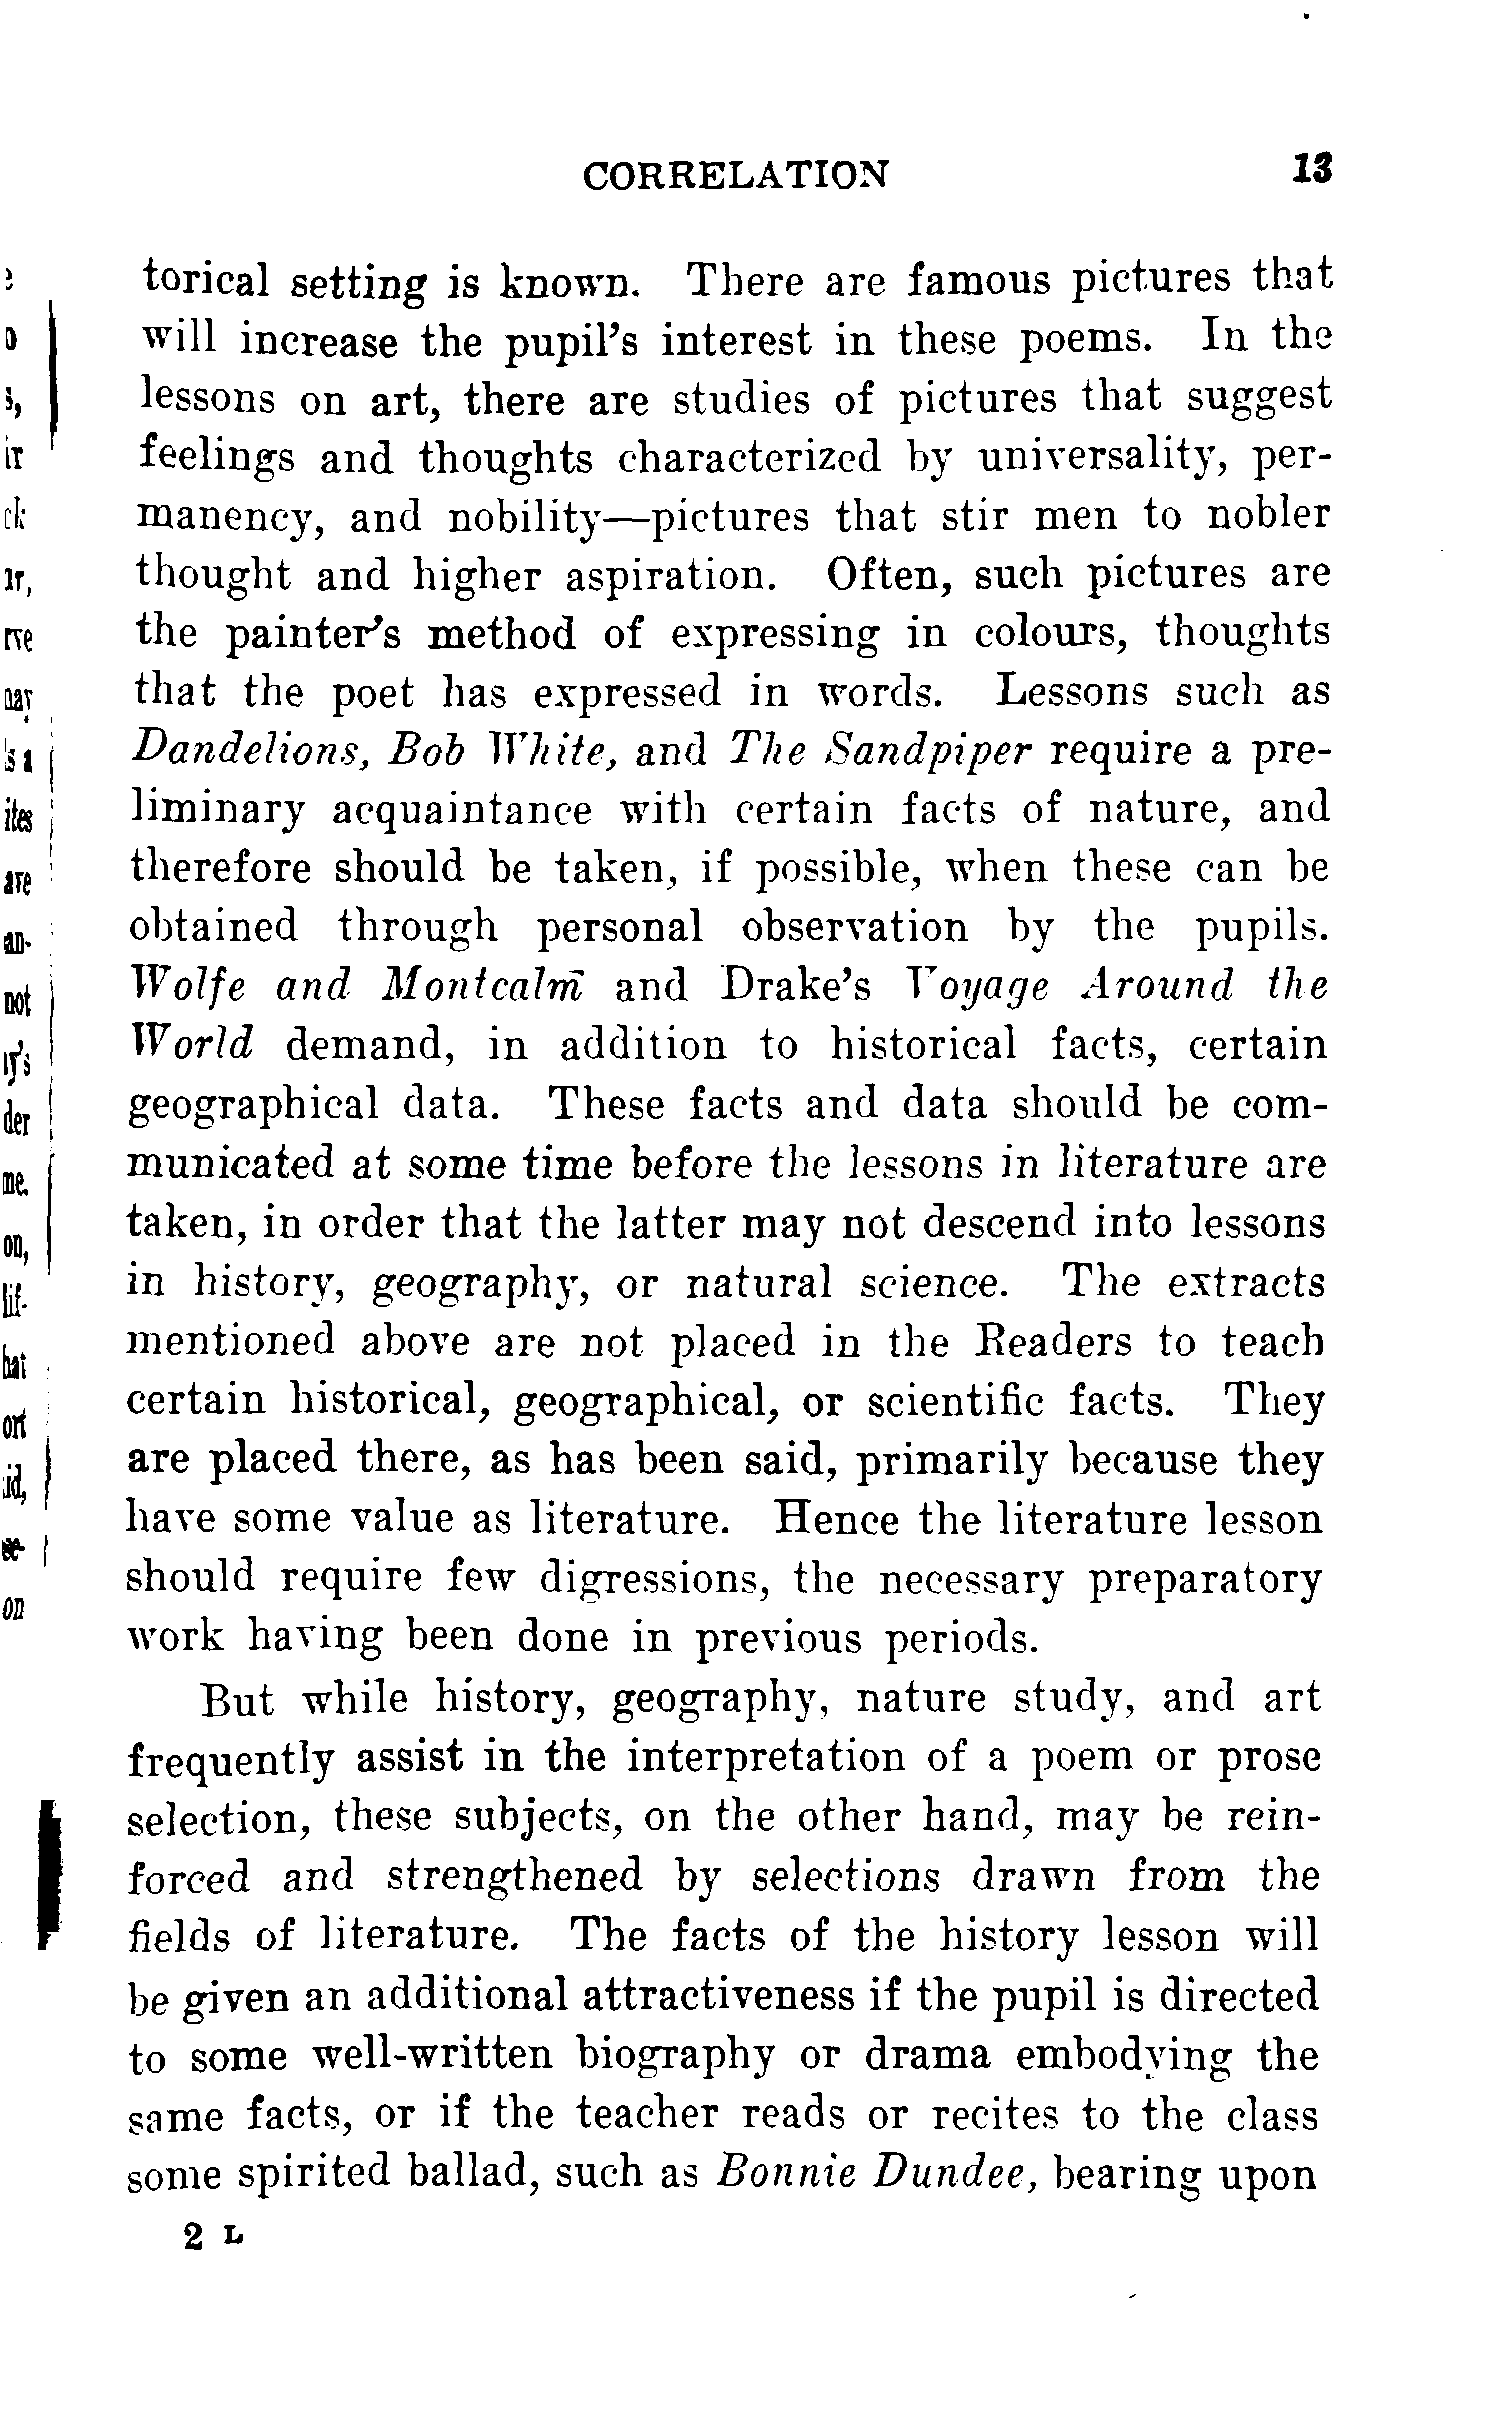 CORRELATION 13
torical setting is known. There are famous pictures that
will increase the pupil's interest in these poems. In the
lessons on art, there are studies of pictures that suggest
feelings and thoughts characterized by universality, per-
manency, and nobility—pictures that stir men to nobler
thought and higher aspiration. Often, such pictures are
the painter's method of expressing in colours, thoughts
that the poet has expressed in words. Lessons such as
Dandelions, Bob White, and The Sandpiper require a pre-
liminary acquaintance with certain facts of nature, and
therefore should be taken, if possible, when these can be
obtained through personal observation by the pupils.
Wolfe and Montcalm and Drake's Voyage Around the
World demand, in addition to historical facts, certain
geographical data. These facts and data should be com-
municated at some time before the lessons in literature are
taken, in order that the latter may not descend into lessons
in history, geography, or natural science. The extracts
mentioned above are not placed in the Readers to teach
certain historical, geographical, or scientific facts. They
are placed there, as has been said, primarily because they
have some value as literature. Hence the literature lesson
should require few digressions, the necessary preparatory
work having been done in previous periods.
But while history, geography, nature study, and art
frequently assist in the interpretation of a poem or prose
selection, these subjects, on the other hand, may be rein-
forced and strengthened by selections drawn from the
fields of literature. The facts of the history lesson will
be given an additional attractiveness if the pupil is directed
to some well-written biography or drama embodying the
same facts, or if the teacher reads or recites to the class
some spirited ballad, such as Bonnie Dundee, bearing upon
2 L